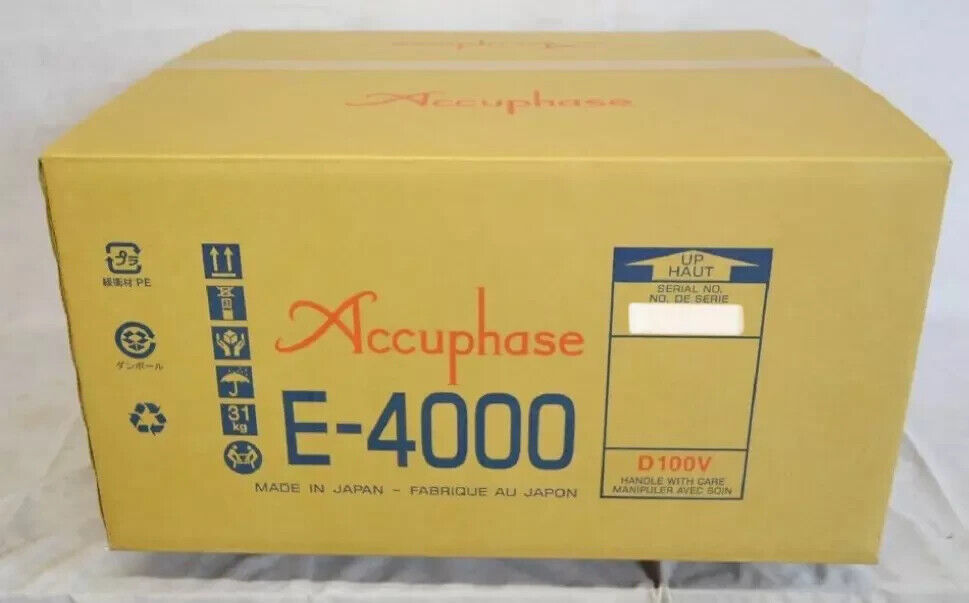 Accuphase
Accuphase
プラ
緩衝材 PE
ダンボール
31
kg
Accuphase
E-4000
MADE IN JAPAN - FABRIQUE AU JAPON
UP
HAUT
SERIAL NO.
NO. DE SERIE
D100V
HANDLE WITH CARE
MANIPULER AVEC SOIN